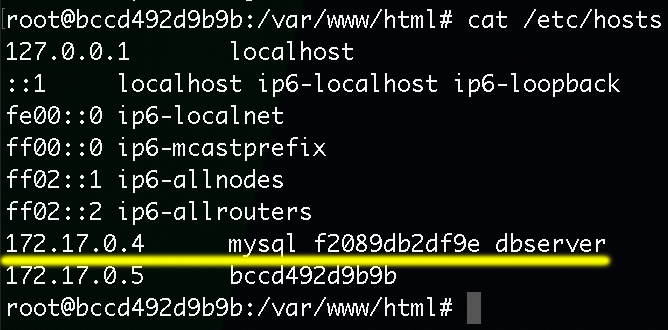 root@bccd492d9b9b:/var/www/html# cat /etc/hosts
127.0.0.1 localhost
::1 localhost ip6-localhost ip6-loopback
fe00::0 ip6-localnet
ff00::0 ip6-mcastprefix
ff02::1 ip6-allnodes
ff02::2 ip6-allrouters
172.17.0.4 mysql f2089db2df9e dbserver
172.17.0.5 bccd492d9b9b
root@bccd492d9b9b:/var/www/html#